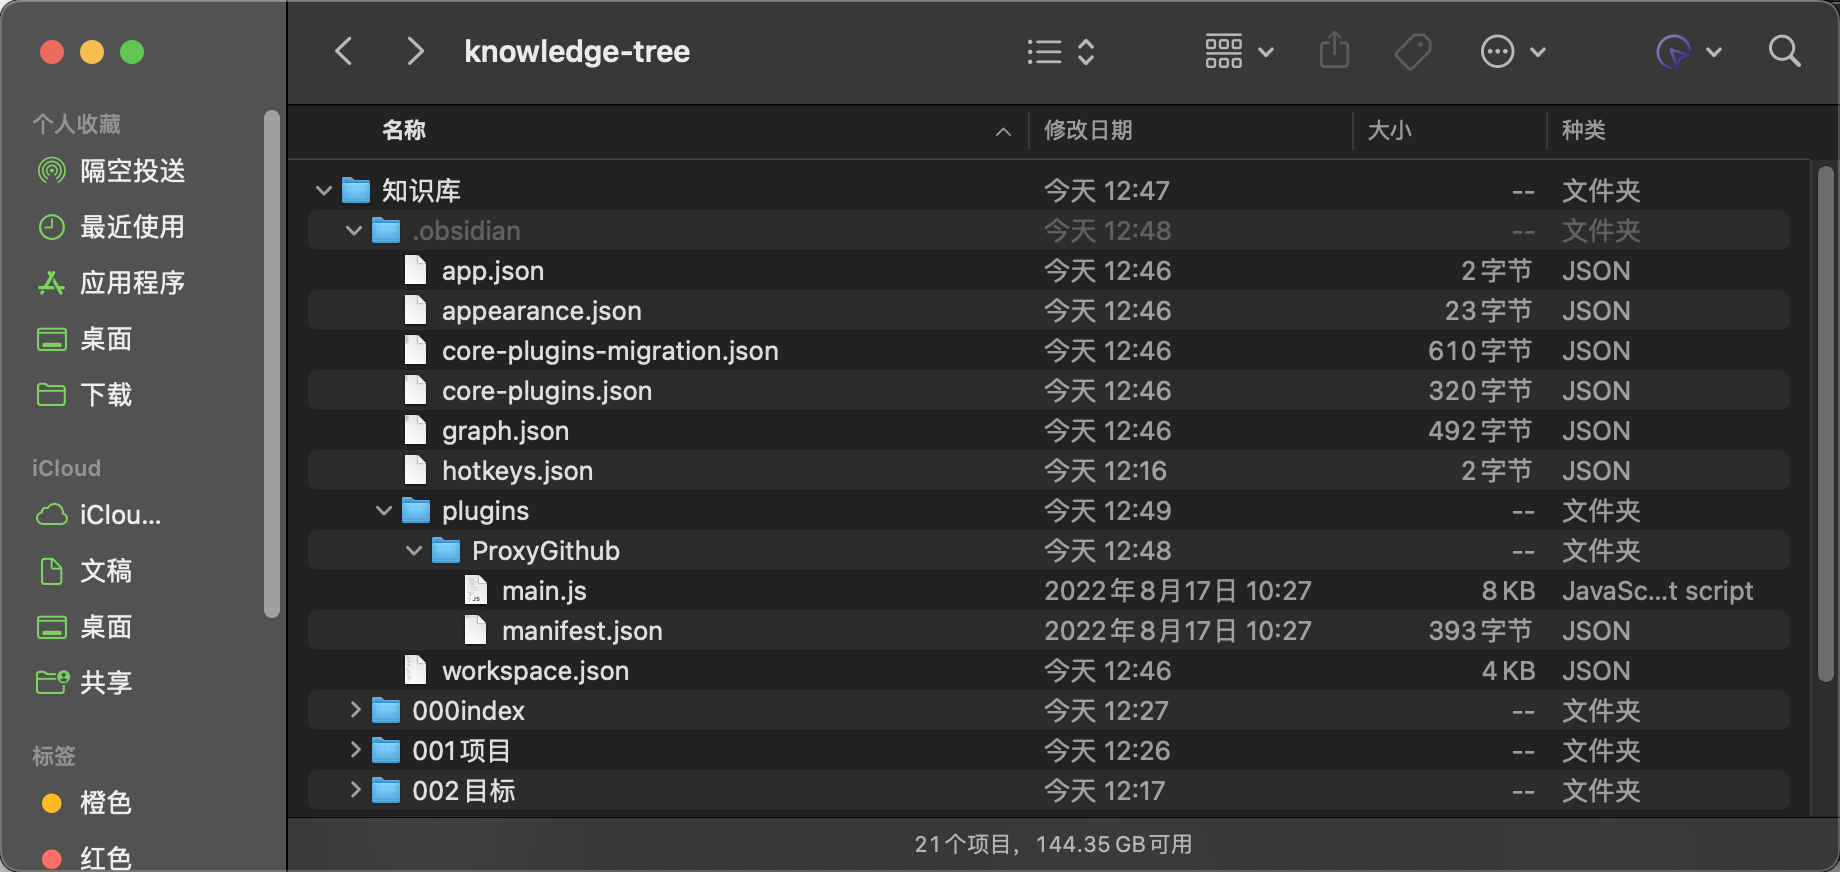 knowledge-tree
个人收藏
隔空投送
最近使用
应用程序
桌面
下载
iCloud
iClou...
文稿
桌面
共享
标签
橙色
红色
名称 修改日期 大小 种类
知识库 今天 12:47 -- 文件夹
.obsidian 今天 12:48 -- 文件夹
app.json 今天 12:46 2字节 JSON
appearance.json 今天 12:46 23字节 JSON
core-plugins-migration.json 今天 12:46 610字节 JSON
core-plugins.json 今天 12:46 320字节 JSON
graph.json 今天 12:46 492字节 JSON
hotkeys.json 今天 12:16 2字节 JSON
plugins 今天 12:49 -- 文件夹
ProxyGithub 今天 12:48 -- 文件夹
main.js 2022年8月17日 10:27 8 KB JavaSc...t script
manifest.json 2022年8月17日 10:27 393字节 JSON
workspace.json 今天 12:46 4 KB JSON
000index 今天 12:27 -- 文件夹
001项目 今天 12:26 -- 文件夹
002目标 今天 12:17 -- 文件夹
21个项目，144.35 GB可用